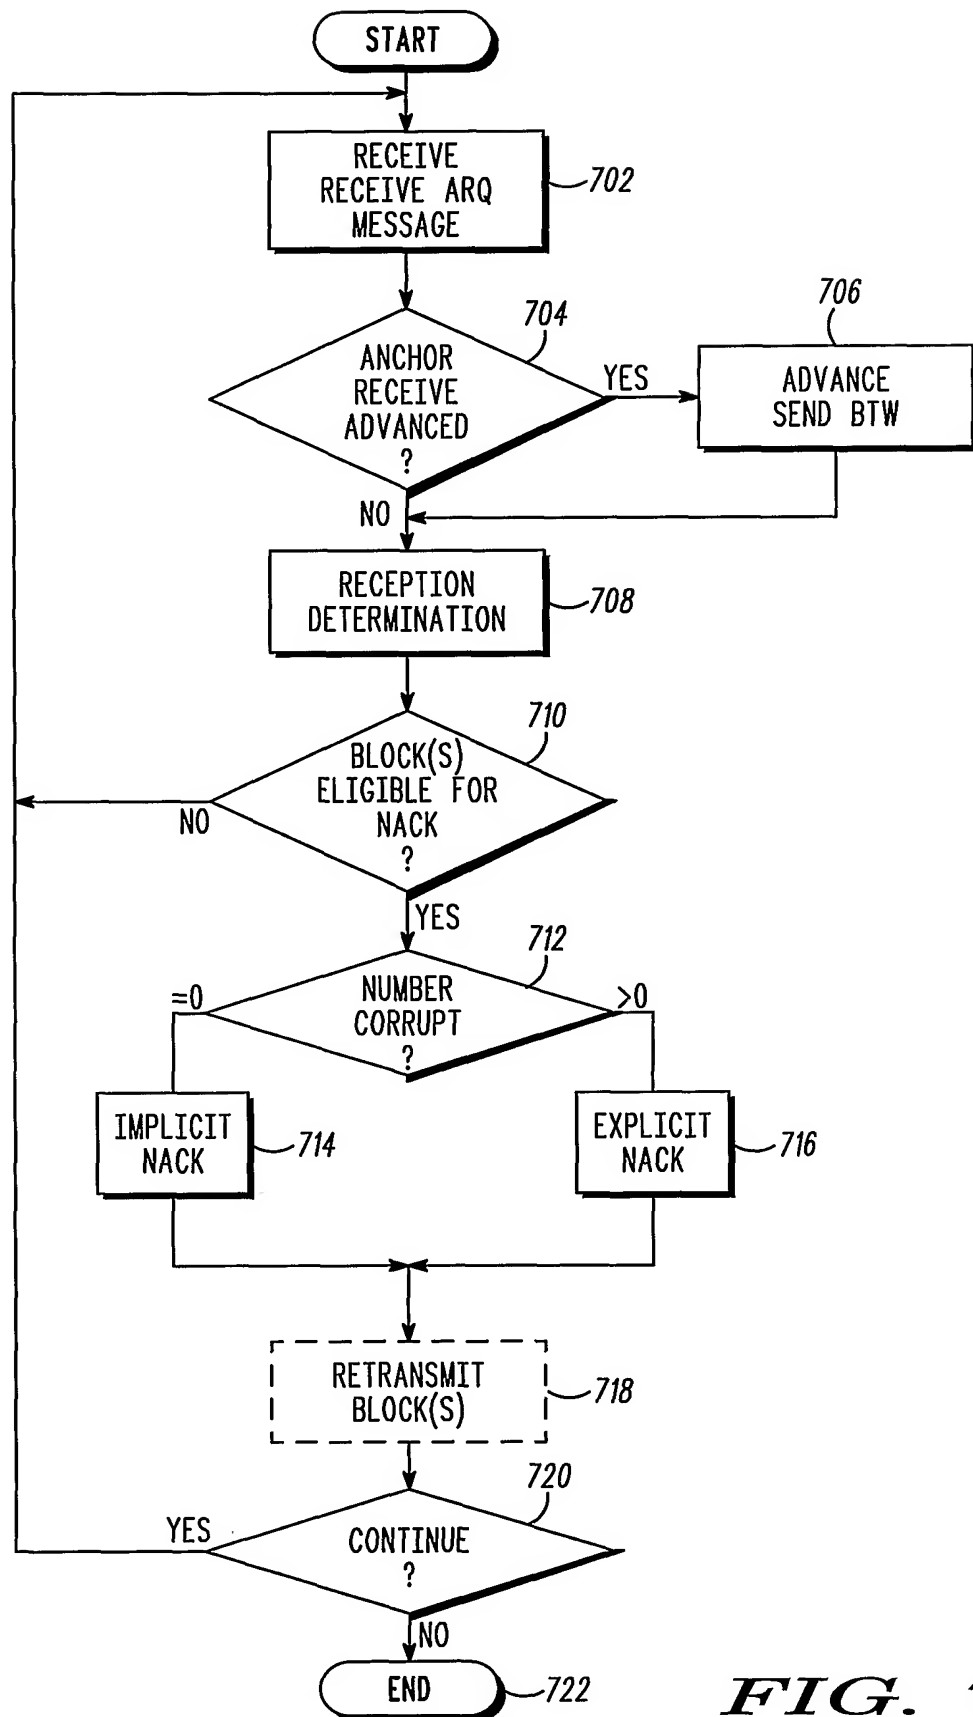 START
RECEIVE
RECEIVE ARQ
MESSAGE
702
704
ANCHOR
RECEIVE
ADVANCED
?
YES
706
ADVANCE
SEND BTW
NO
RECEPTION
DETERMINATION
708
710
BLOCK(S)
ELIGIBLE FOR
NACK
?
NO
YES
712
NUMBER
CORRUPT
?
=0
>0
IMPLICIT
NACK
714
EXPLICIT
NACK
716
RETRANSMIT
BLOCK(S)
718
720
CONTINUE
?
YES
NO
END
722
FIG.